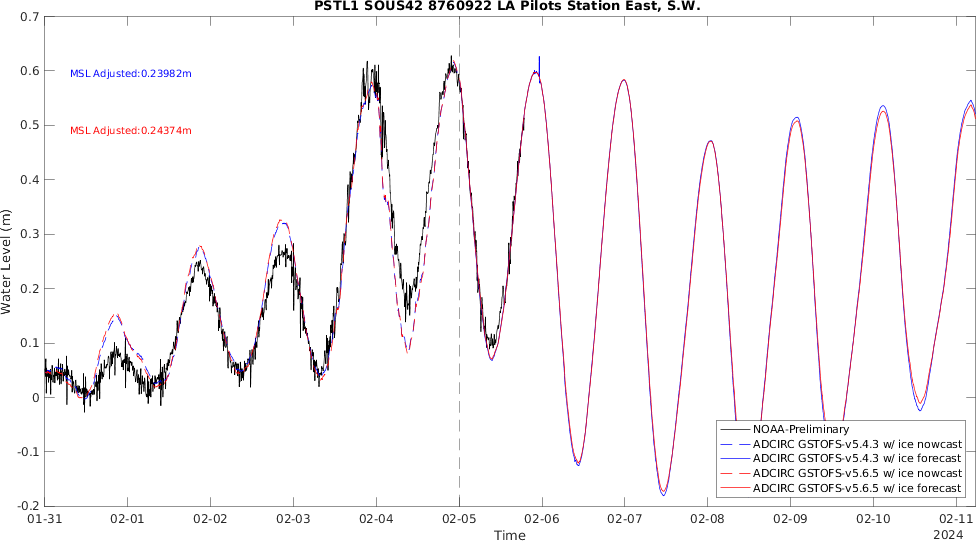 PSTL1 SOUS42 8760922 LA Pilots Station East, S.W.
MSL Adjusted:0.23982m
MSL Adjusted:0.24374m
Water Level (m)
0.7
0.6
0.5
0.4
0.3
0.2
0.1
0
-0.1
-0.2
NOAA-Preliminary
ADCIRC GSTOFS-v5.4.3 w/ ice nowcast
ADCIRC GSTOFS-v5.4.3 w/ ice forecast
ADCIRC GSTOFS-v5.6.5 w/ ice nowcast
ADCIRC GSTOFS-v5.6.5 w/ ice forecast
01-31 02-01 02-02 02-03 02-04 02-05 02-06 02-07 02-08 02-09 02-10 02-11
Time
2024